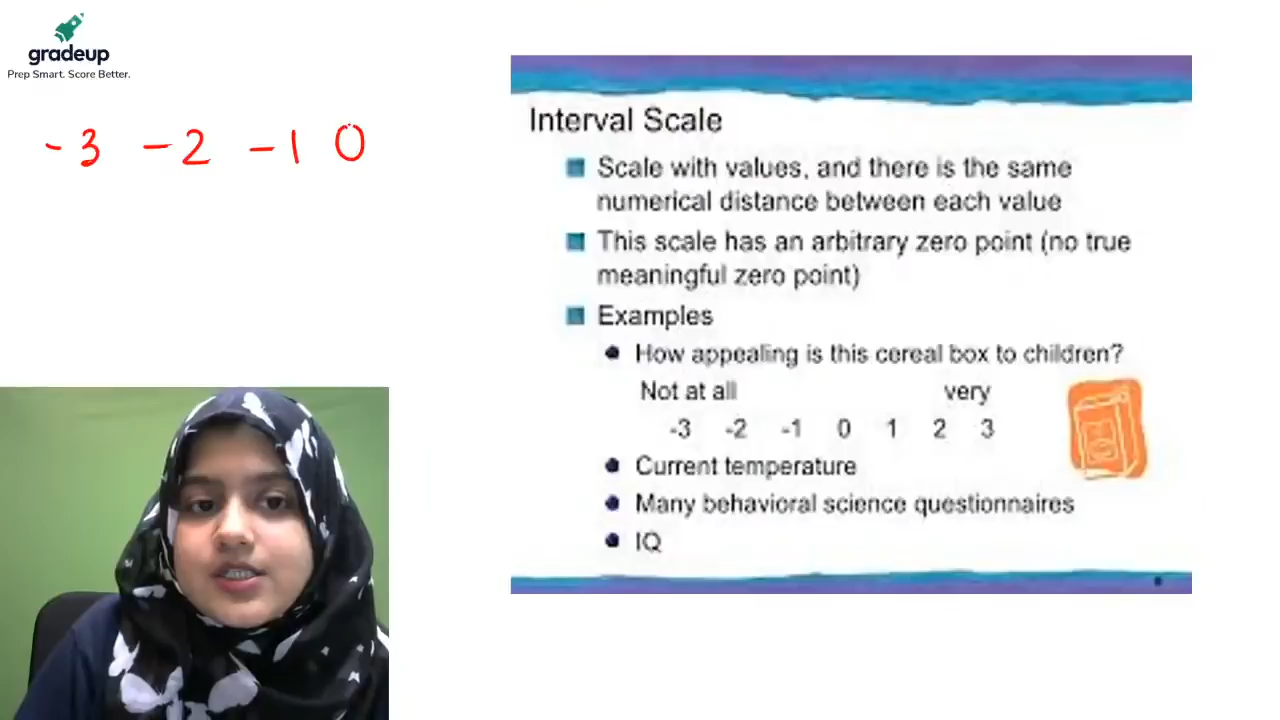 gradeup
Prep Smart. Score Better.
-3 -2 -1 0
Interval Scale
Scale with values, and there is the same
numerical distance between each value
This scale has an arbitrary zero point (no true
meaningful zero point)
Examples
How appealing is this cereal box to children?
Not at all very
-3 -2 -1 0 1 2 3
Current temperature
Many behavioral science questionnaires
IQ